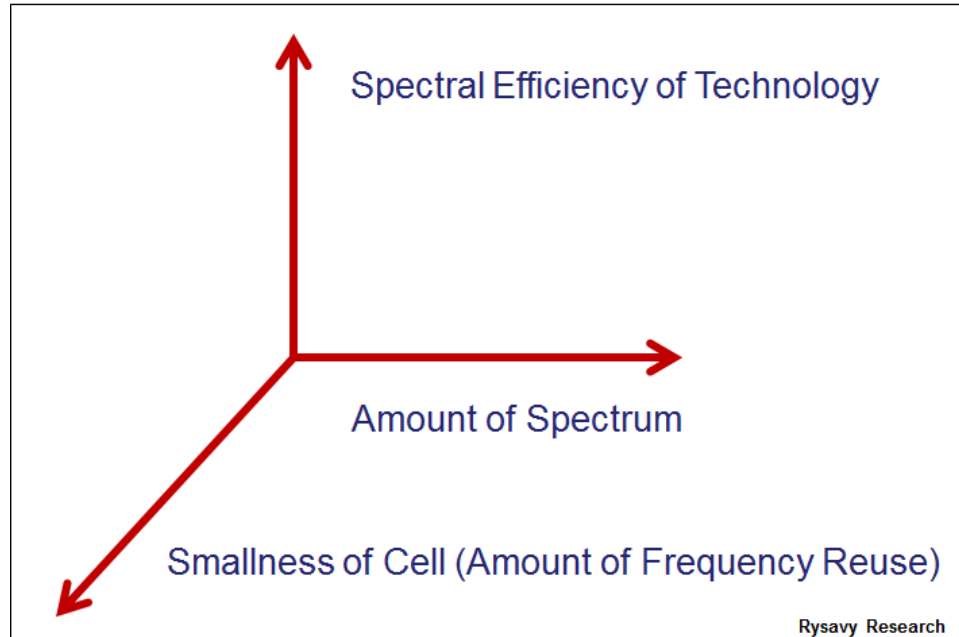 Spectral Efficiency of Technology
Amount of Spectrum
Smallness of Cell (Amount of Frequency Reuse)
Rysavy Research